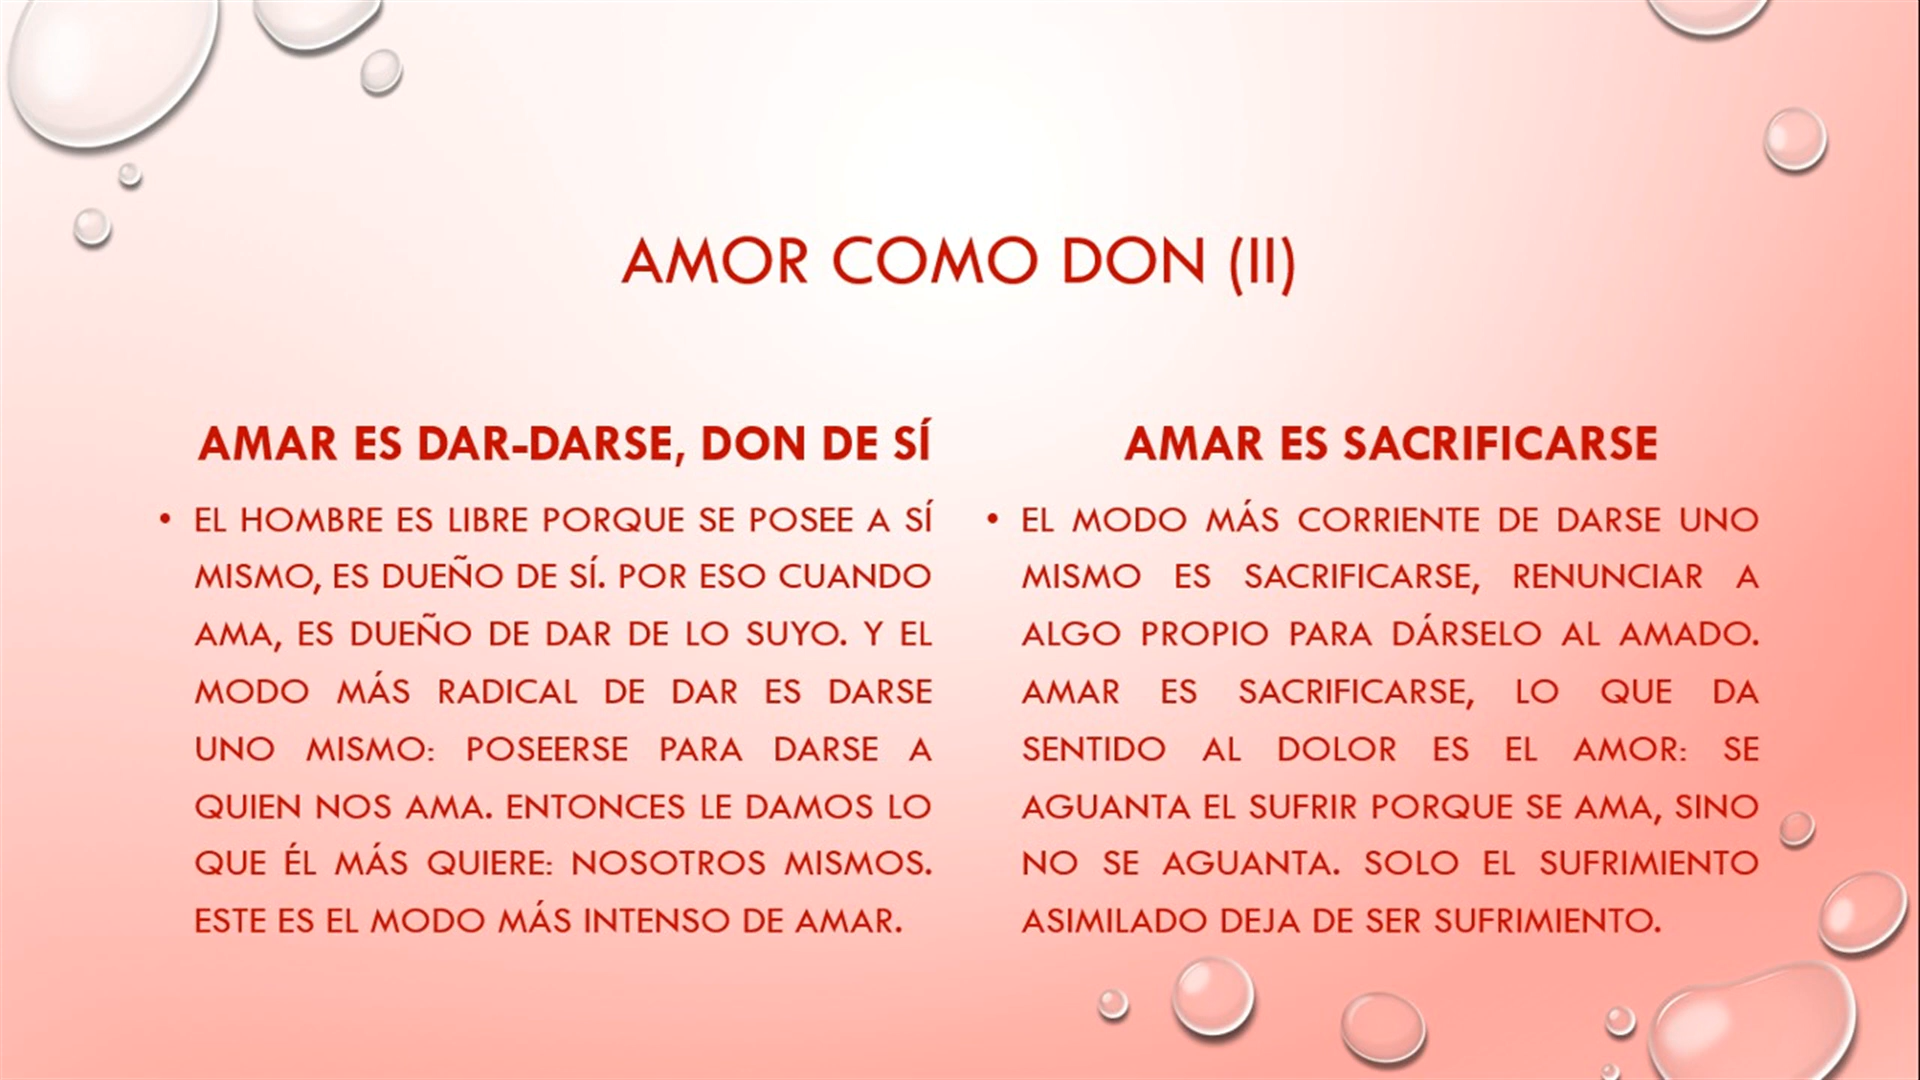 AMOR COMO DON (II)
AMAR ES DAR-DARSE, DON DE SÍ
• EL HOMBRE ES LIBRE PORQUE SE POSEE A SÍ
MISMO, ES DUEÑO DE SÍ. POR ESO CUANDO
AMA, ES DUEÑO DE DAR DE LO SUYO. Y EL
MODO MÁS RADICAL DE DAR ES DARSE
UNO MISMO: POSEERSE PARA DARSE A
QUIEN NOS AMA. ENTONCES LE DAMOS LO
QUE ÉL MÁS QUIERE: NOSOTROS MISMOS.
ESTE ES EL MODO MÁS INTENSO DE AMAR.
AMAR ES SACRIFICARSE
• EL MODO MÁS CORRIENTE DE DARSE UNO
MISMO ES SACRIFICARSE, RENUNCIAR A
ALGO PROPIO PARA DÁRSELO AL AMADO.
AMAR ES SACRIFICARSE, LO QUE DA
SENTIDO AL DOLOR ES EL AMOR: SE
AGUANTA EL SUFRIR PORQUE SE AMA, SINO
NO SE AGUANTA. SOLO EL SUFRIMIENTO
ASIMILADO DEJA DE SER SUFRIMIENTO.